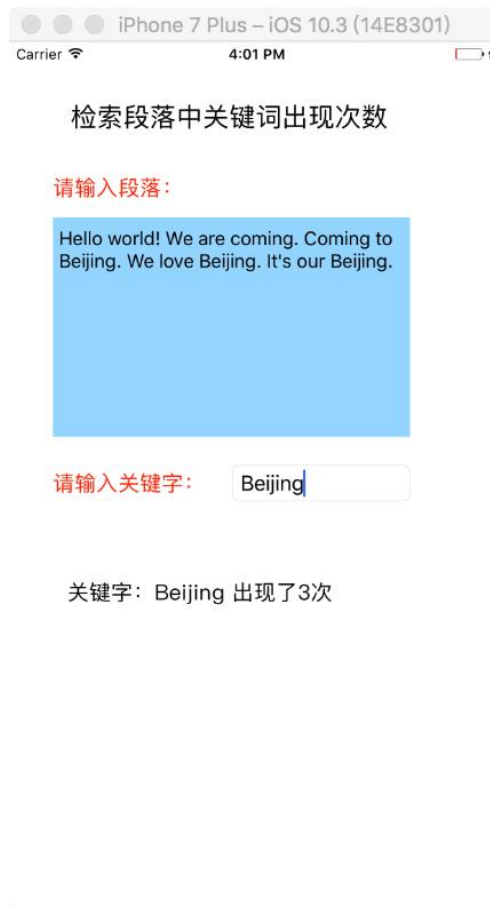 iPhone 7 Plus – iOS 10.3 (14E8301)
Carrier 4:01 PM
检索段落中关键词出现次数
请输入段落：
Hello world! We are coming. Coming to
Beijing. We love Beijing. It's our Beijing.
请输入关键字： Beijing
关键字：Beijing 出现了3次